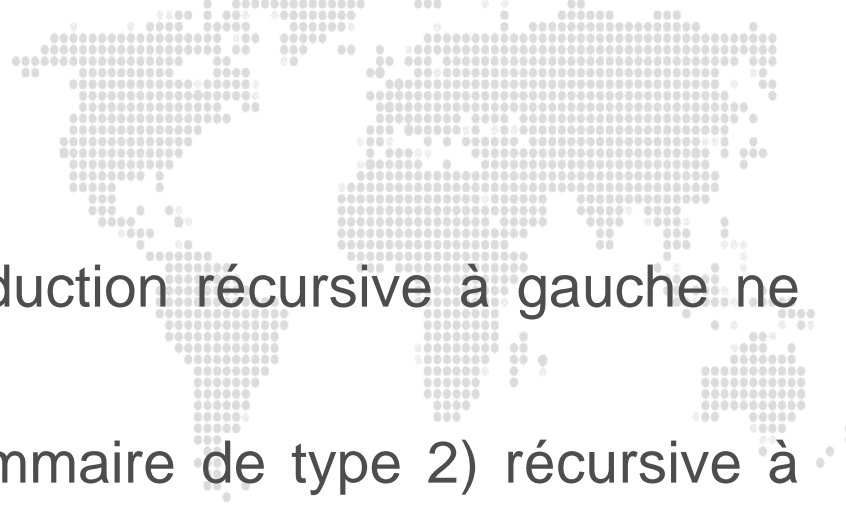 duction récursive à gauche ne
mmaire de type 2) récursive à